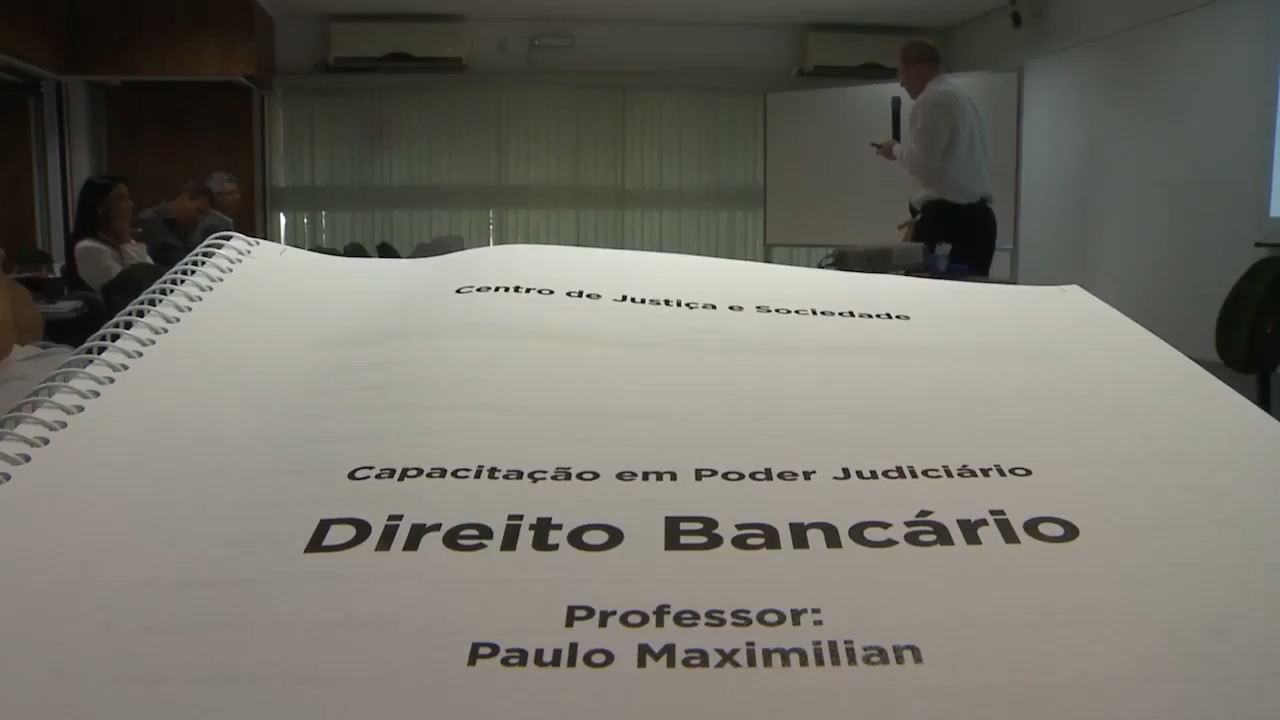 Centro de Justiça e Sociedade
Capacitação em Poder Judiciário
Direito Bancário
Professor:
Paulo Maximilian